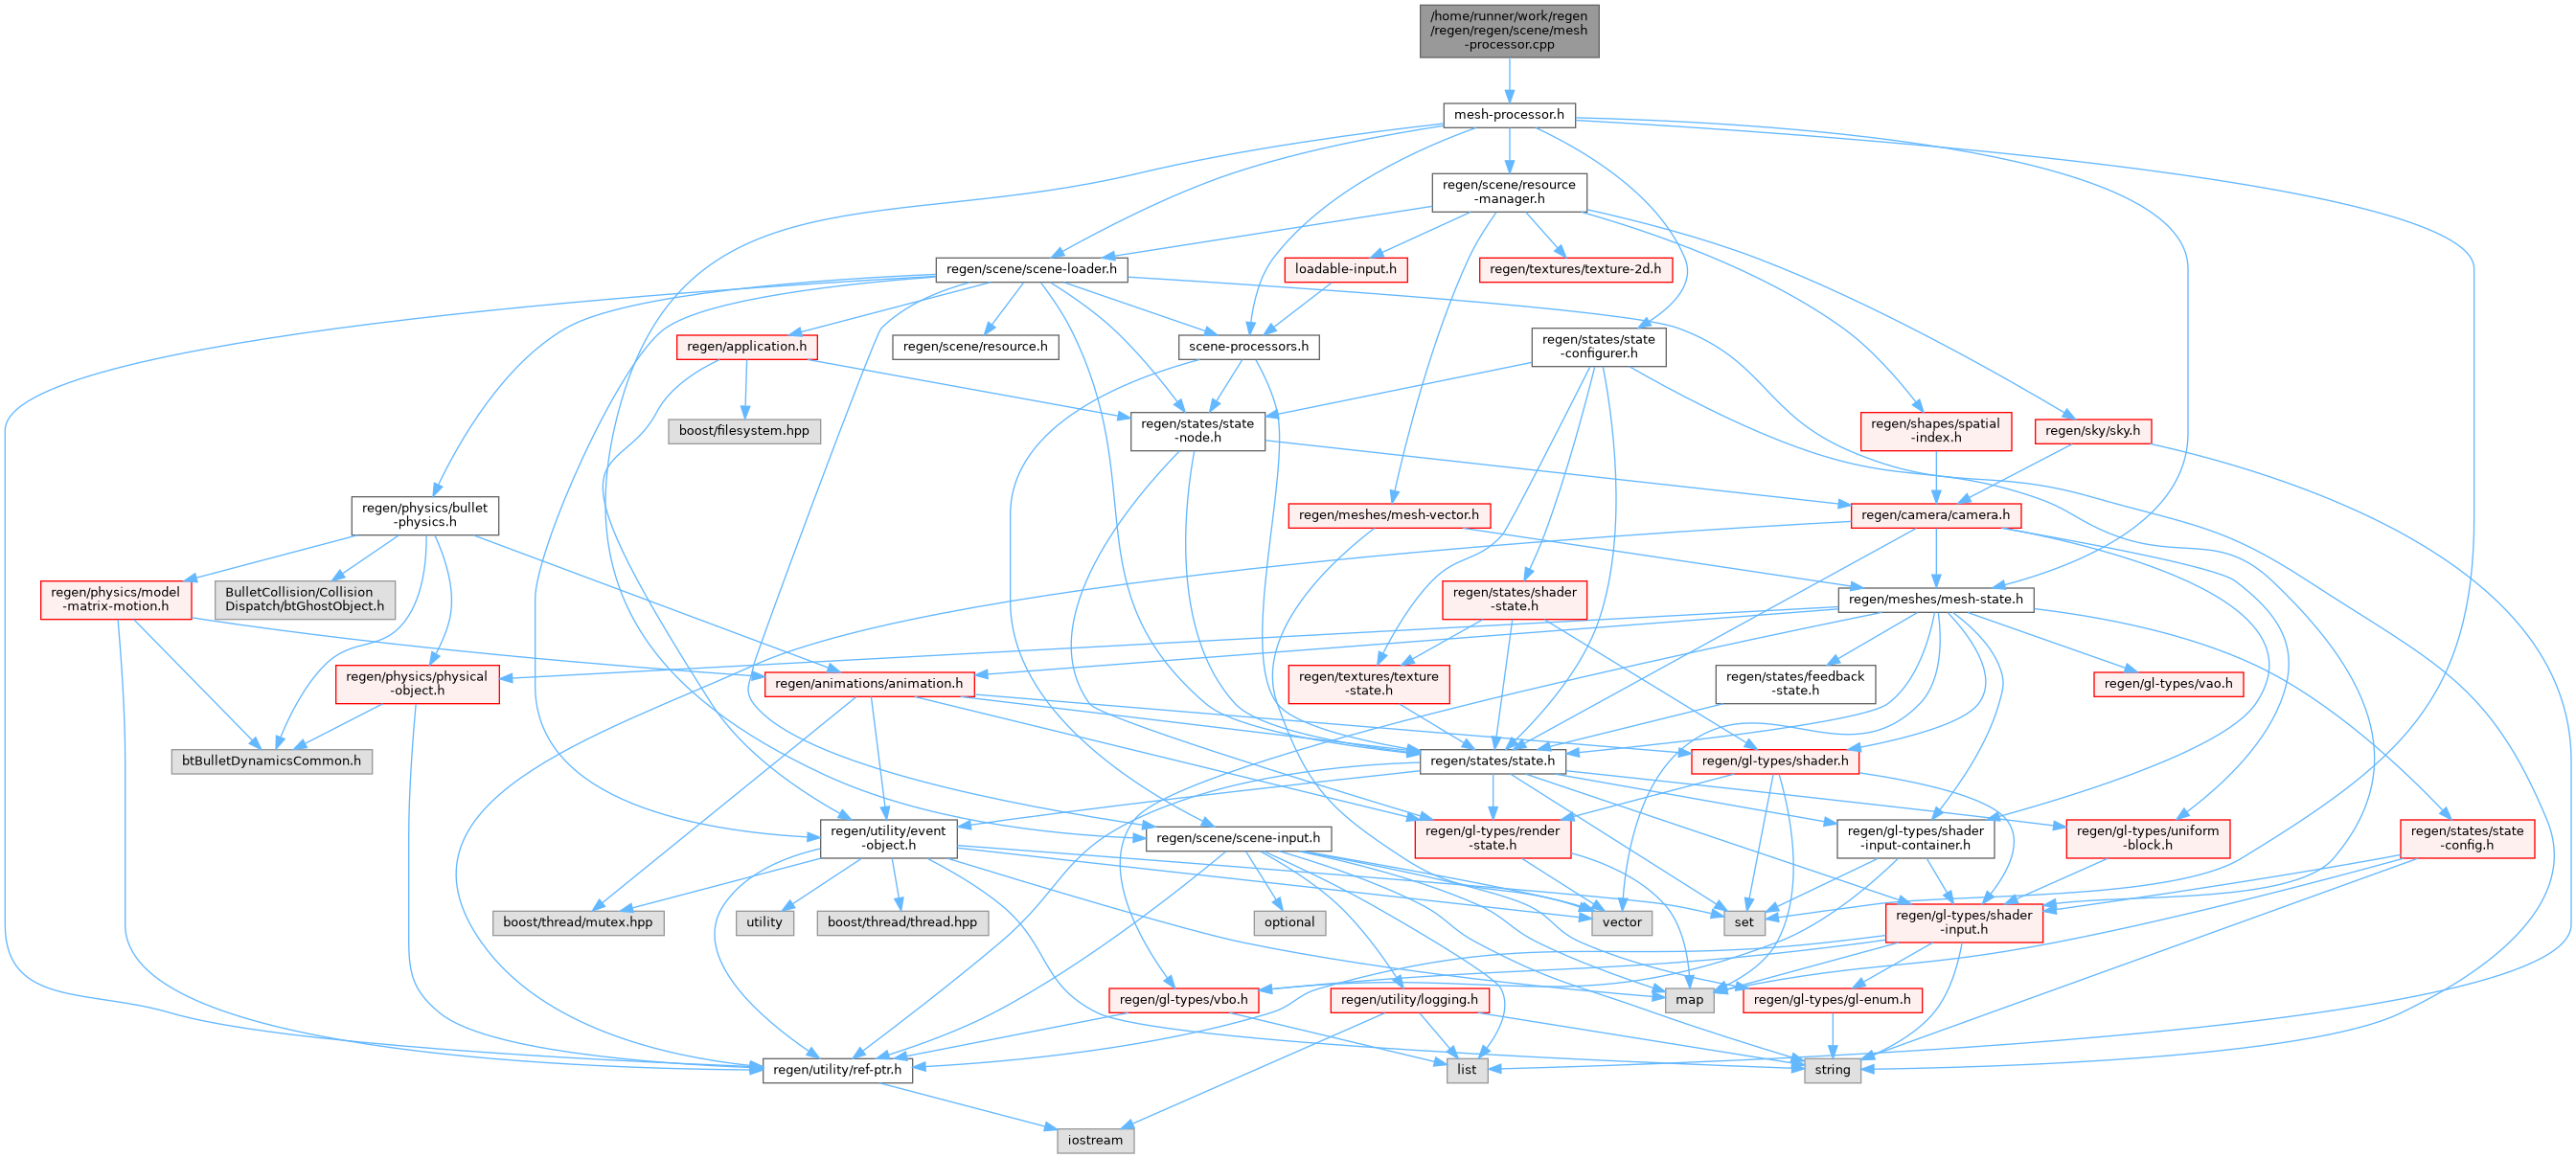 /home/runner/work/regen
/regen/regen/scene/mesh
-processor.cpp
mesh-processor.h
regen/scene/resource
-manager.h
regen/scene/scene-loader.h
loadable-input.h
regen/textures/texture-2d.h
regen/application.h
regen/scene/resource.h
scene-processors.h
regen/states/state
-configurer.h
boost/filesystem.hpp
regen/states/state
-node.h
regen/shapes/spatial
-index.h
regen/sky/sky.h
regen/physics/bullet
-physics.h
regen/meshes/mesh-vector.h
regen/camera/camera.h
regen/physics/model
-matrix-motion.h
BulletCollision/Collision
Dispatch/btGhostObject.h
regen/states/shader
-state.h
regen/meshes/mesh-state.h
regen/physics/physical
-object.h
regen/animations/animation.h
regen/textures/texture
-state.h
regen/states/feedback
-state.h
regen/gl-types/vao.h
btBulletDynamicsCommon.h
regen/states/state.h
regen/gl-types/shader.h
regen/utility/event
-object.h
regen/scene/scene-input.h
regen/gl-types/render
-state.h
regen/gl-types/shader
-input-container.h
regen/gl-types/uniform
-block.h
regen/states/state
-config.h
boost/thread/mutex.hpp
utility
boost/thread/thread.hpp
optional
vector
set
regen/gl-types/shader
-input.h
regen/gl-types/vbo.h
regen/utility/logging.h
map
regen/gl-types/gl-enum.h
regen/utility/ref-ptr.h
list
string
iostream